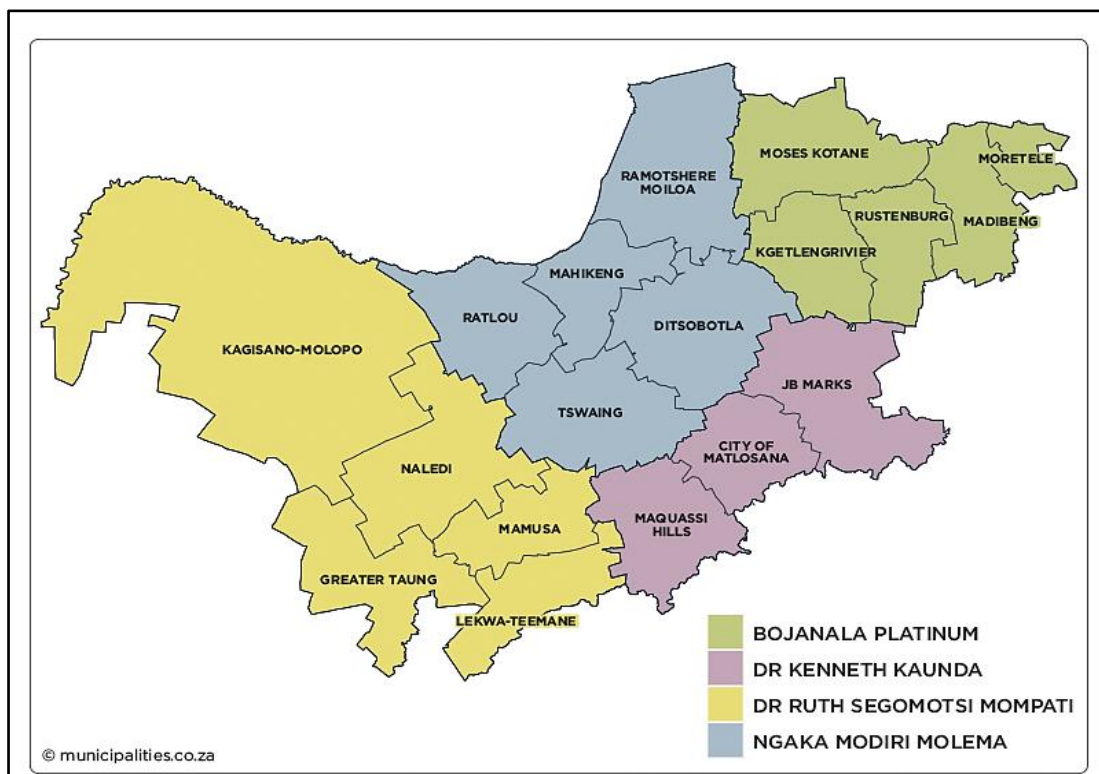 MOSES KOTANE
MORETELE
RAMOTSHERE
MOILOA
RUSTENBURG
MADIBENG
KGETLENGRIVIER
MAHIKENG
RATLOU
DITSOBOTLA
KAGISANO-MOLOPO
JB MARKS
TSWAING
CITY OF
MATLOSANA
NALEDI
MAQUASSI
HILLS
MAMUSA
GREATER TAUNG
LEKWA-TEEMANE
BOJANALA PLATINUM
DR KENNETH KAUNDA
DR RUTH SEGOMOTSI MOMPATI
NGAKA MODIRI MOLEMA
© municipalities.co.za